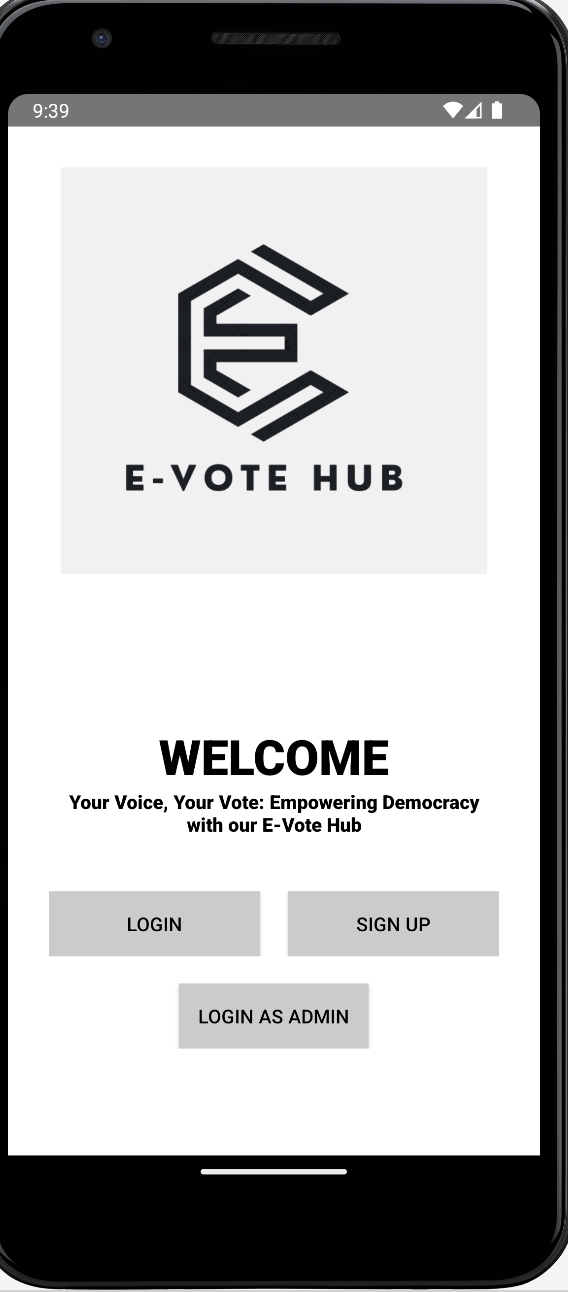 9:39
E-VOTE HUB
WELCOME
Your Voice, Your Vote: Empowering Democracy
with our E-Vote Hub
LOGIN
SIGN UP
LOGIN AS ADMIN